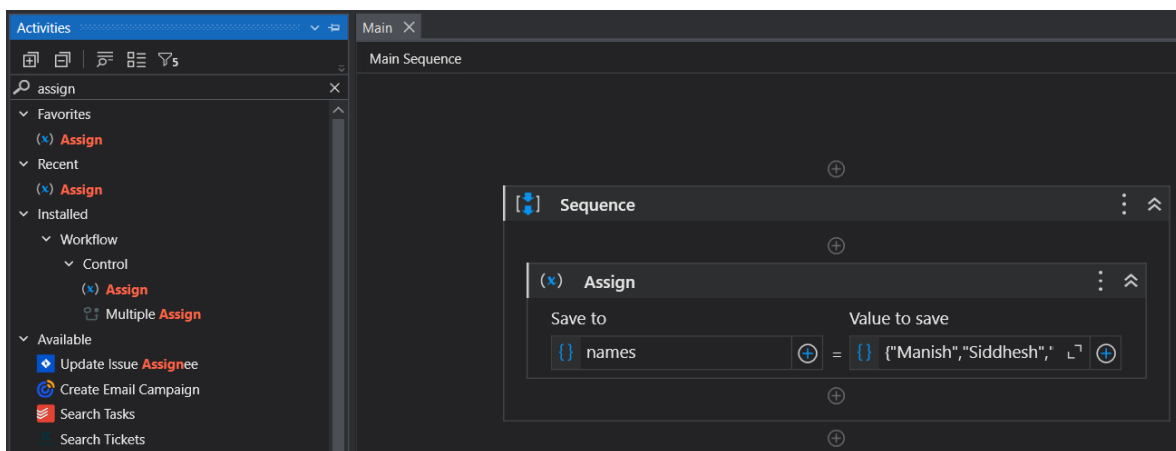 Activities
5
assign
Favorites
(x) Assign
Recent
(x) Assign
Installed
Workflow
Control
(x) Assign
Multiple Assign
Available
Update Issue Assignee
Create Email Campaign
Search Tasks
Search Tickets
Main
Main Sequence
Sequence
(x) Assign
Save to Value to save
{} names = {} {"Manish","Siddhesh","